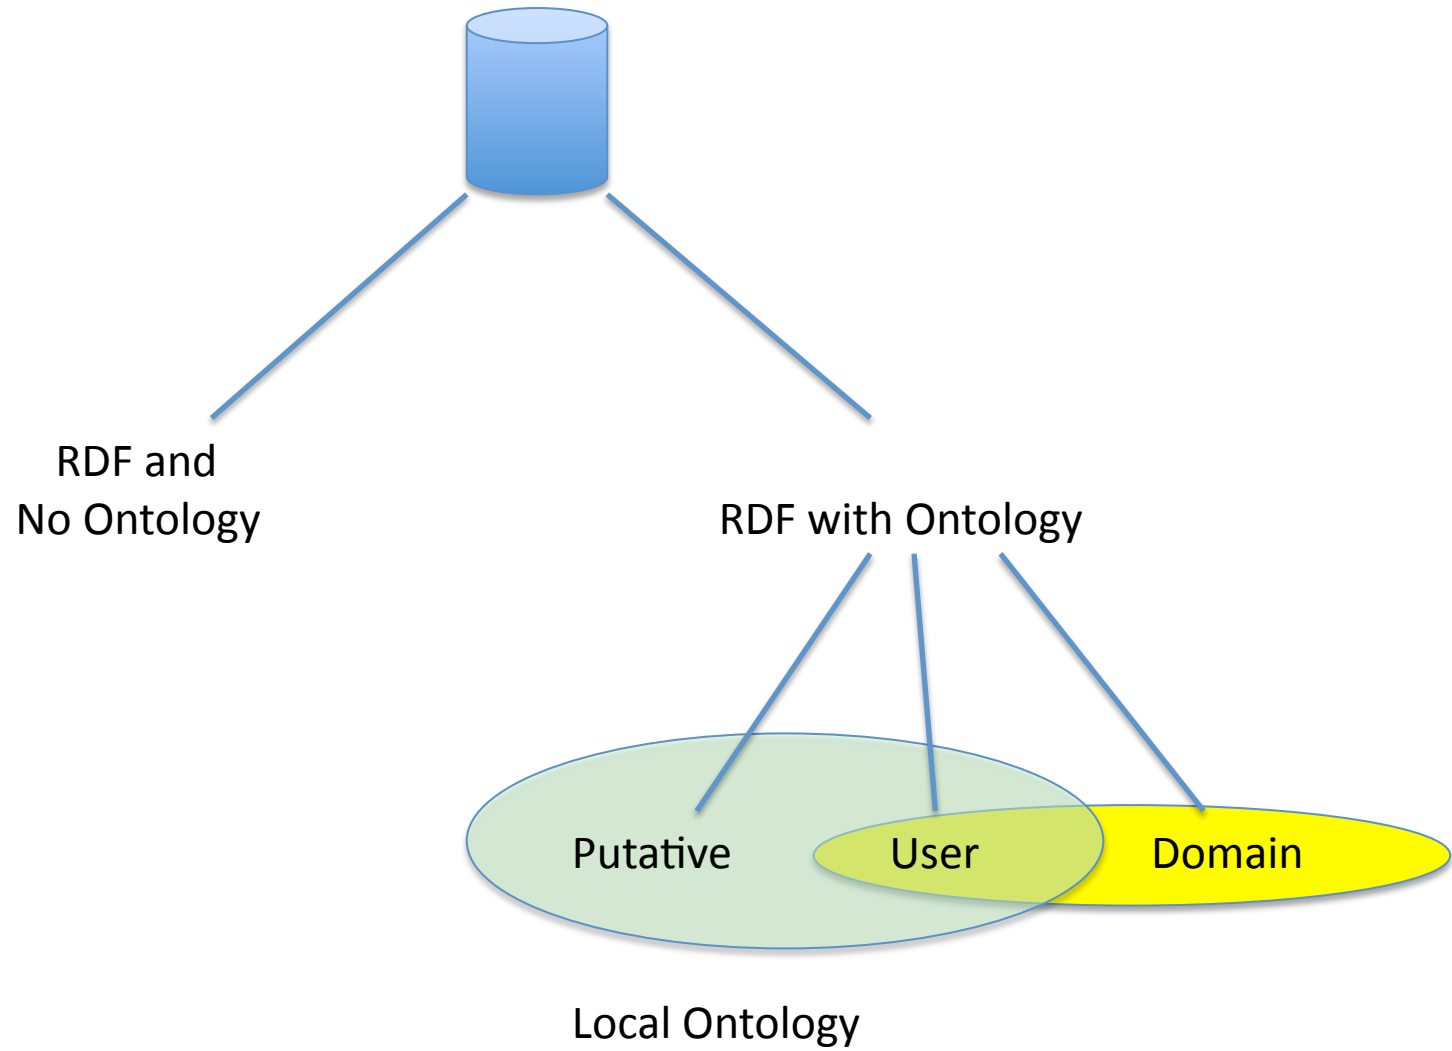 RDF and
No Ontology
RDF with Ontology
Putative
User
Domain
Local Ontology